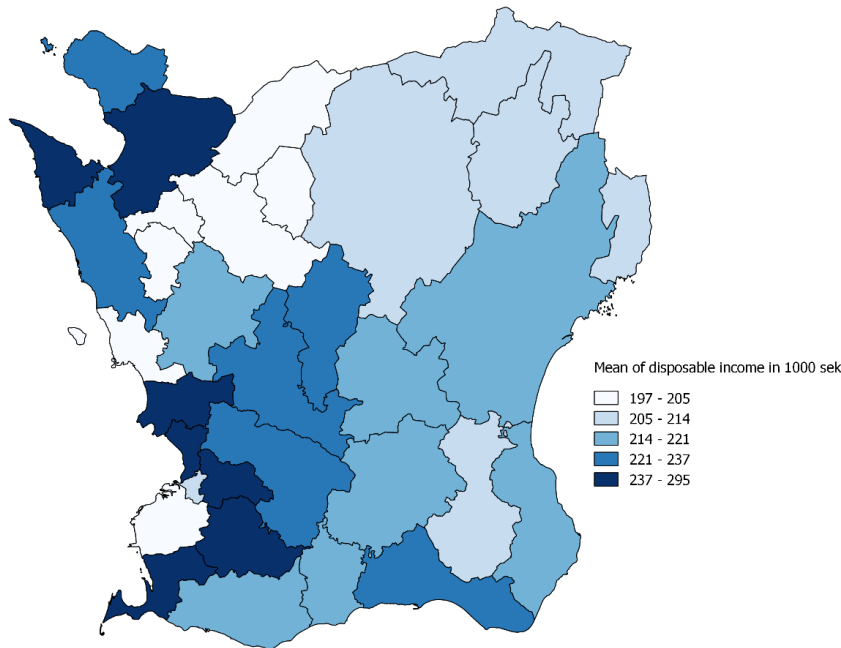 Mean of disposable income in 1000 sek
197 - 205
205 - 214
214 - 221
221 - 237
237 - 295